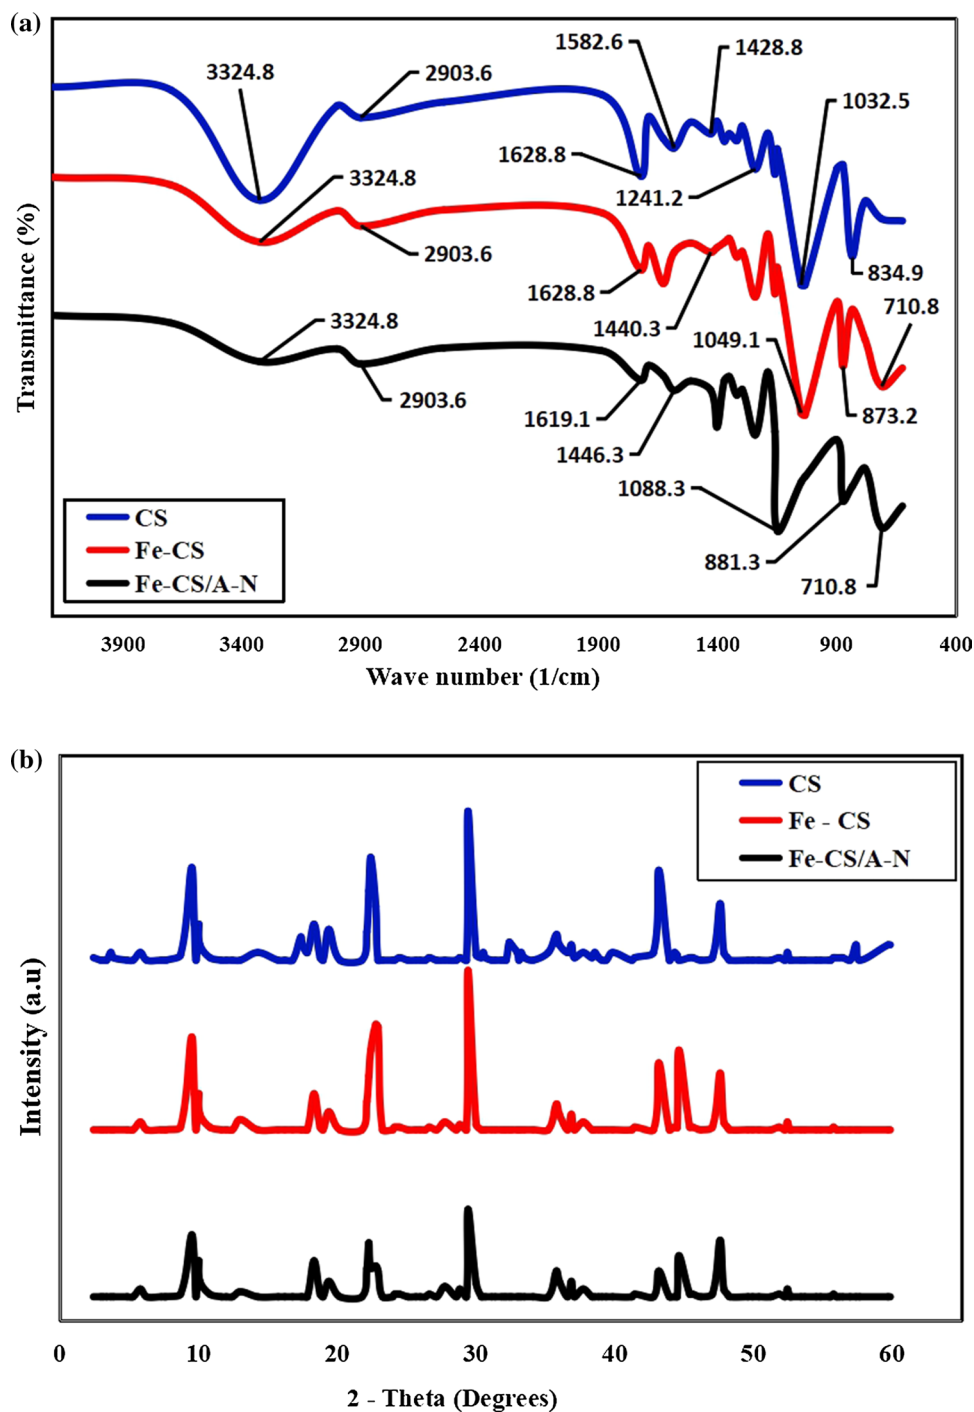 (a)
1582.6
1428.8
3324.8
2903.6
1032.5
1628.8
3324.8
1241.2
2903.6
834.9
1628.8
710.8
1440.3
3324.8
1049.1
2903.6
1619.1
873.2
1446.3
1088.3
881.3
710.8
CS
Fe-CS
Fe-CS/A-N
Transmittance (%)
3900 3400 2900 2400 1900 1400 900 400
Wave number (1/cm)
(b)
CS
Fe - CS
Fe-CS/A-N
Intensity (a.u)
0 10 20 30 40 50 60
2 - Theta (Degrees)